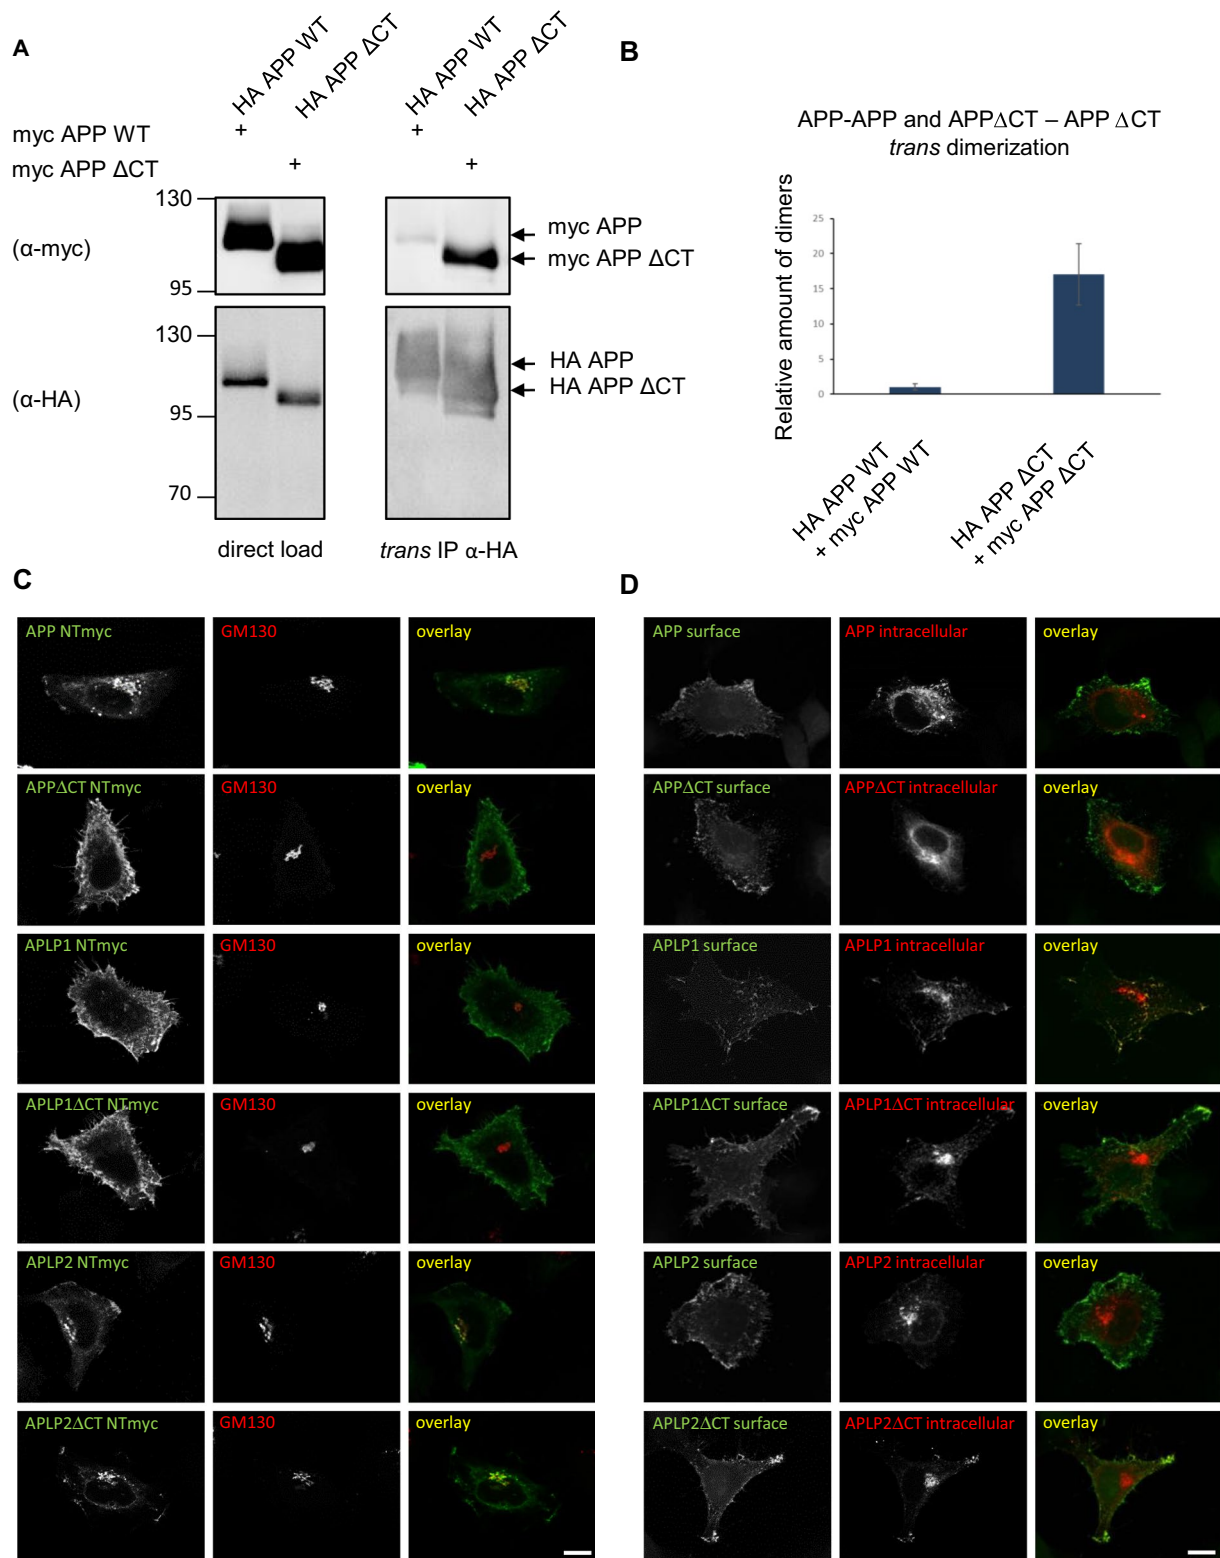 A
HA APP WT
HA APP ΔCT
HA APP WT
HA APP ΔCT
myc APP WT
+
+
myc APP ΔCT
+
+
130
(α-myc)
95
myc APP
myc APP ΔCT
130
(α-HA)
95
70
HA APP
HA APP ΔCT
direct load
trans IP α-HA
B
APP-APP and APPΔCT – APP ΔCT
trans dimerization
Relative amount of dimers
25
20
15
10
5
0
HA APP WT
+ myc APP WT
HA APP ΔCT
+ myc APP ΔCT
C
APP NTmyc
GM130
overlay
APPΔCT NTmyc
GM130
overlay
APLP1 NTmyc
GM130
overlay
APLP1ΔCT NTmyc
GM130
overlay
APLP2 NTmyc
GM130
overlay
APLP2ΔCT NTmyc
GM130
overlay
D
APP surface
APP intracellular
overlay
APPΔCT surface
APPΔCT intracellular
overlay
APLP1 surface
APLP1 intracellular
overlay
APLP1ΔCT surface
APLP1ΔCT intracellular
overlay
APLP2 surface
APLP2 intracellular
overlay
APLP2ΔCT surface
APLP2ΔCT intracellular
overlay